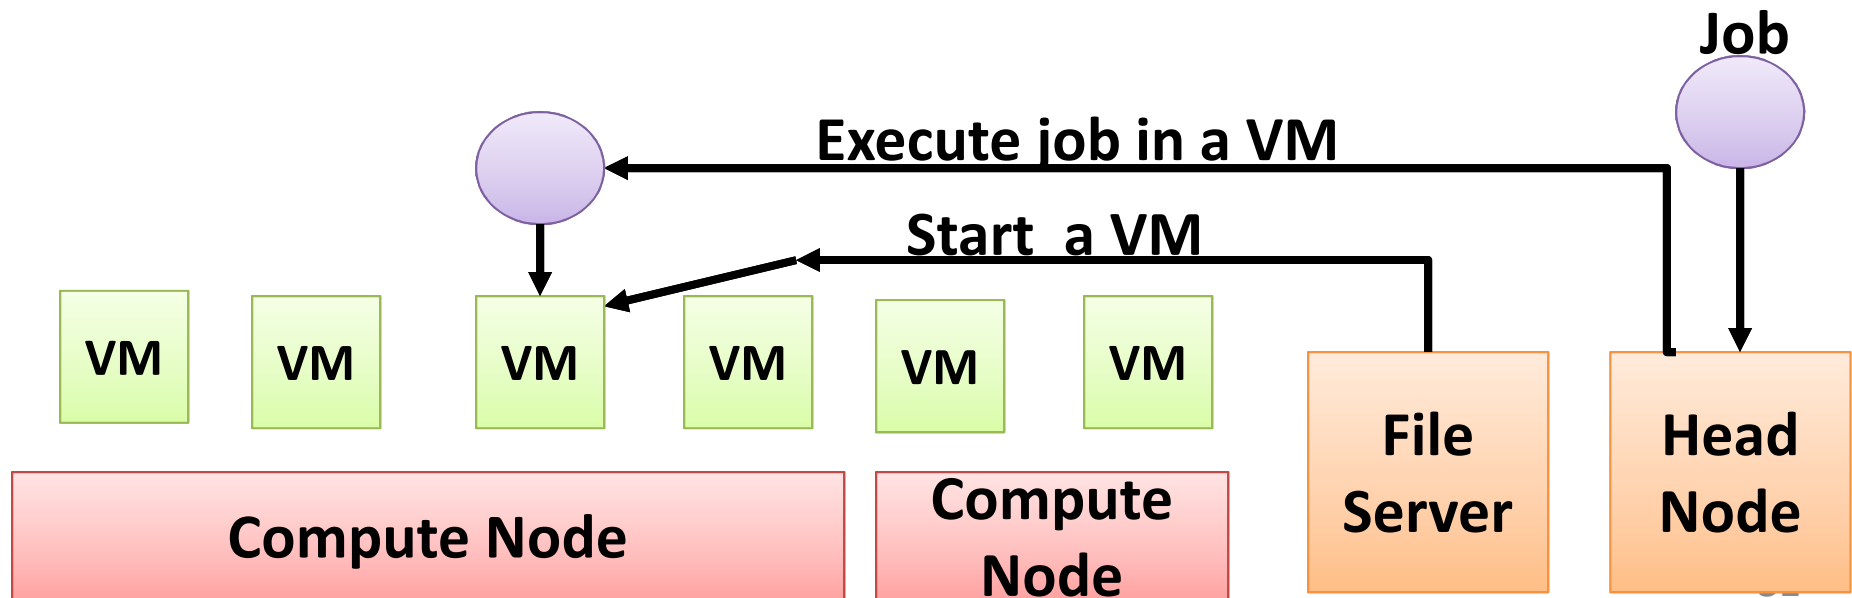 Job
Execute job in a VM
Start a VM
VM
VM
VM
VM
VM
VM
File
Server
Head
Node
Compute Node
Compute
Node